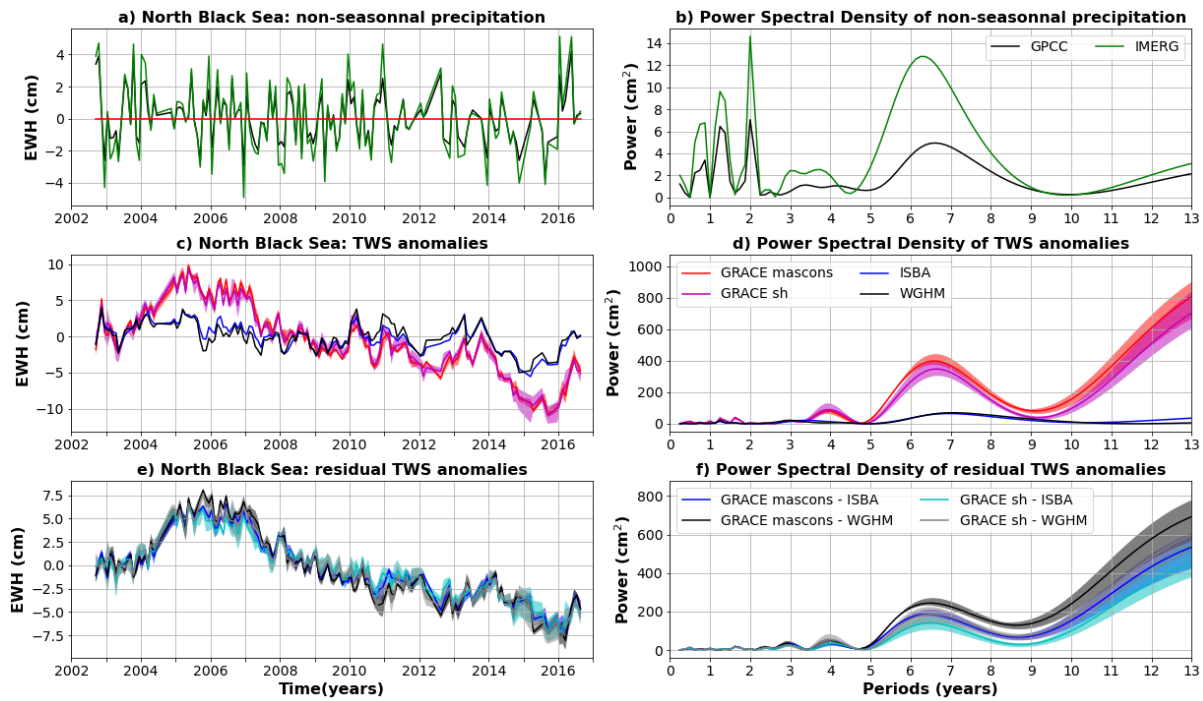 a) North Black Sea: non-seasonnal precipitation
EWH (cm)
4
2
0
−2
−4
2002 2004 2006 2008 2010 2012 2014 2016
b) Power Spectral Density of non-seasonnal precipitation
Power (cm²)
14
12
10
8
6
4
2
0
GPCC IMERG
0 1 2 3 4 5 6 7 8 9 10 11 12 13
c) North Black Sea: TWS anomalies
EWH (cm)
10
5
0
−5
−10
2002 2004 2006 2008 2010 2012 2014 2016
d) Power Spectral Density of TWS anomalies
Power (cm²)
1000
800
600
400
200
0
GRACE mascons ISBA
GRACE sh WGHM
0 1 2 3 4 5 6 7 8 9 10 11 12 13
e) North Black Sea: residual TWS anomalies
EWH (cm)
7.5
5.0
2.5
0.0
−2.5
−5.0
−7.5
2002 2004 2006 2008 2010 2012 2014 2016
Time(years)
f) Power Spectral Density of residual TWS anomalies
Power (cm²)
800
600
400
200
0
GRACE mascons - ISBA GRACE sh - ISBA
GRACE mascons - WGHM GRACE sh - WGHM
0 1 2 3 4 5 6 7 8 9 10 11 12 13
Periods (years)